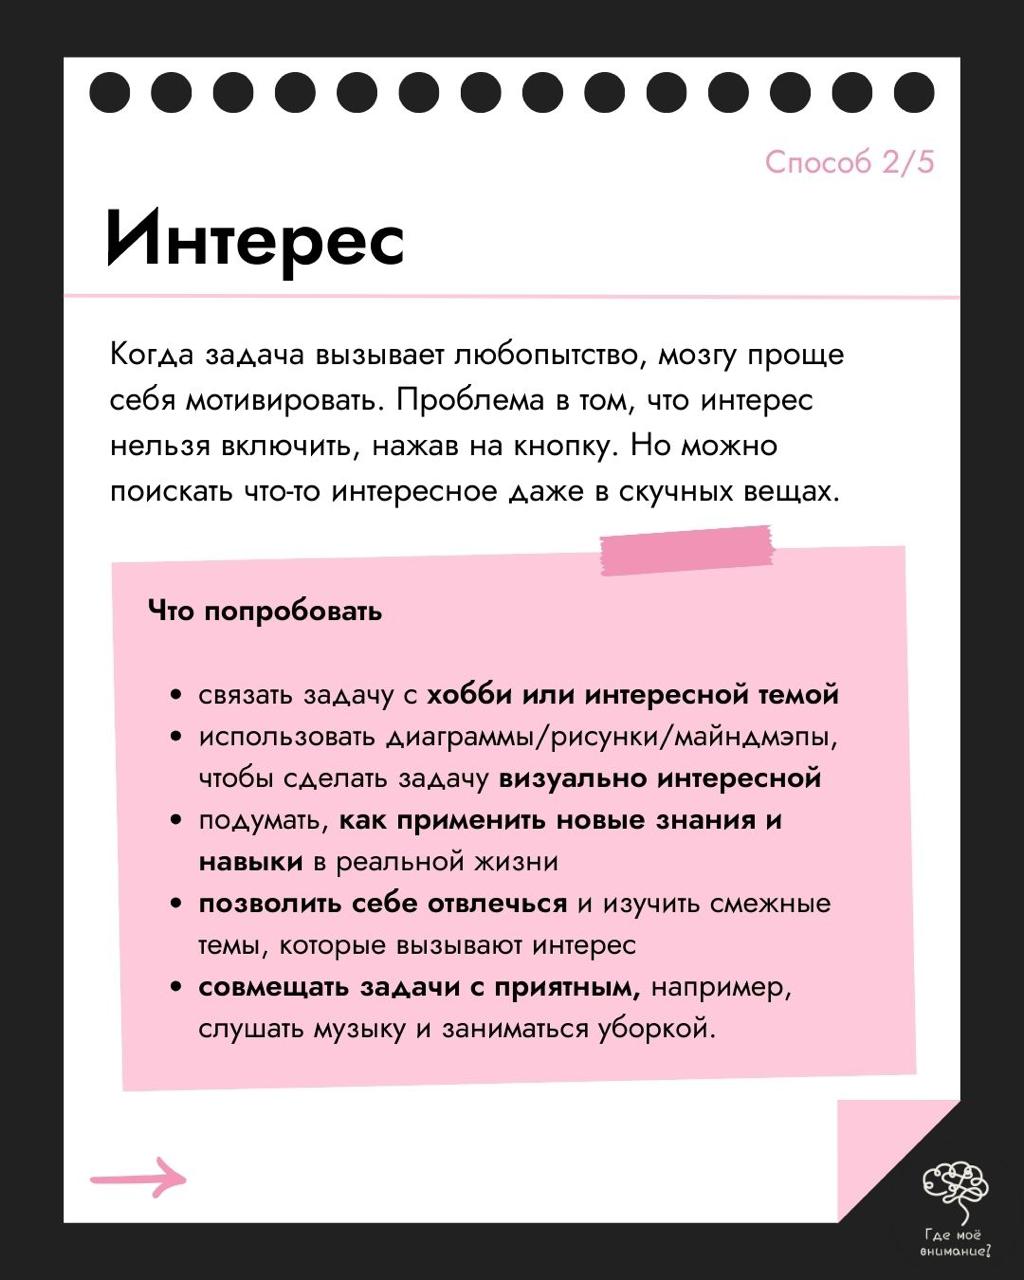 Способ 2/5
Интерес
Когда задача вызывает любопытство, мозгу проще
себя мотивировать. Проблема в том, что интерес
нельзя включить, нажав на кнопку. Но можно
поискать что-то интересное даже в скучных вещах.
Что попробовать
• связать задачу с хобби или интересной темой
• использовать диаграммы/рисунки/майндмэпы,
чтобы сделать задачу визуально интересной
• подумать, как применить новые знания и
навыки в реальной жизни
• позволить себе отвлечься и изучить смежные
темы, которые вызывают интерес
• совмещать задачи с приятным, например,
слушать музыку и заниматься уборкой.
Где моё
внимание?